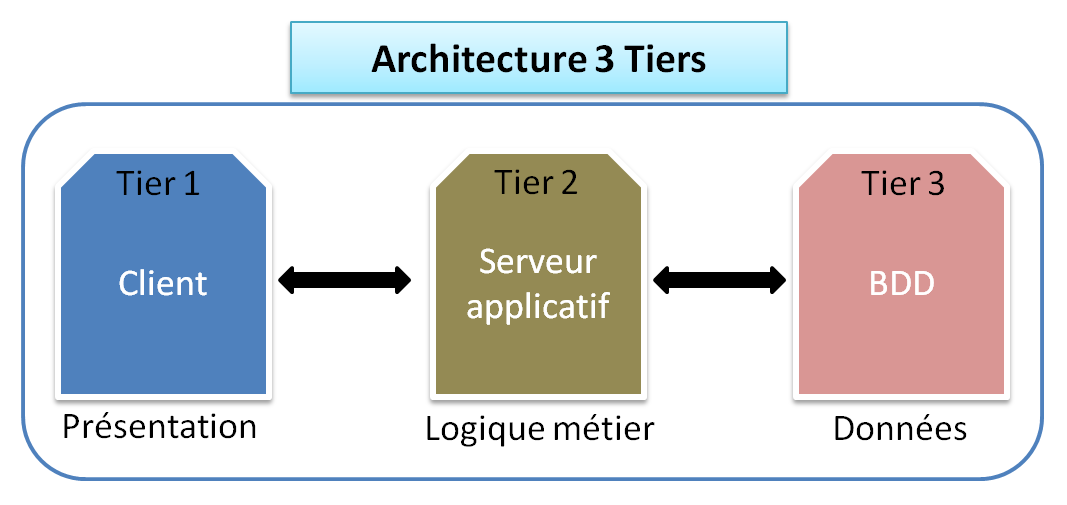 Architecture 3 Tiers
Tier 1
Client
Présentation
Tier 2
Serveur
applicatif
Logique métier
Tier 3
BDD
Données